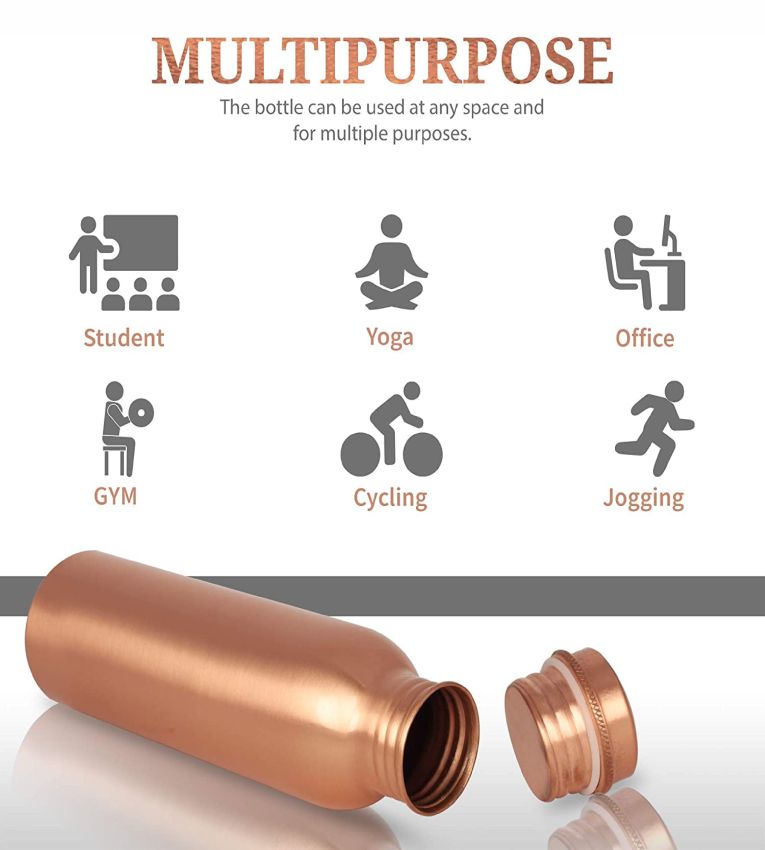 MULTIPURPOSE
The bottle can be used at any space and
for multiple purposes.
Student
Yoga
Office
GYM
Cycling
Jogging